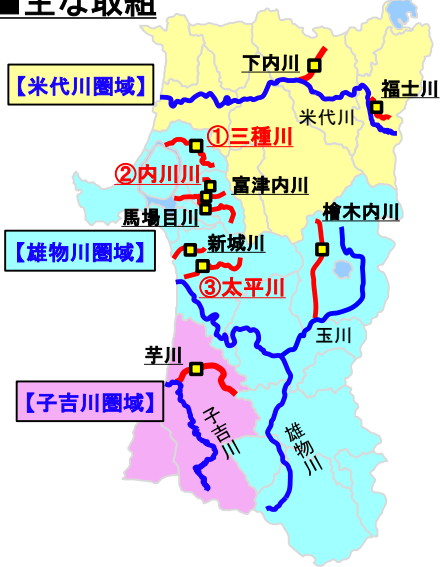 ■主な取組
下内川
【米代川圏域】
福士川
米代川
①三種川
②内川川
富津内川
馬場目川
檜木内川
【雄物川圏域】
新城川
③太平川
玉川
芋川
【子吉川圏域】
子吉川
雄物川